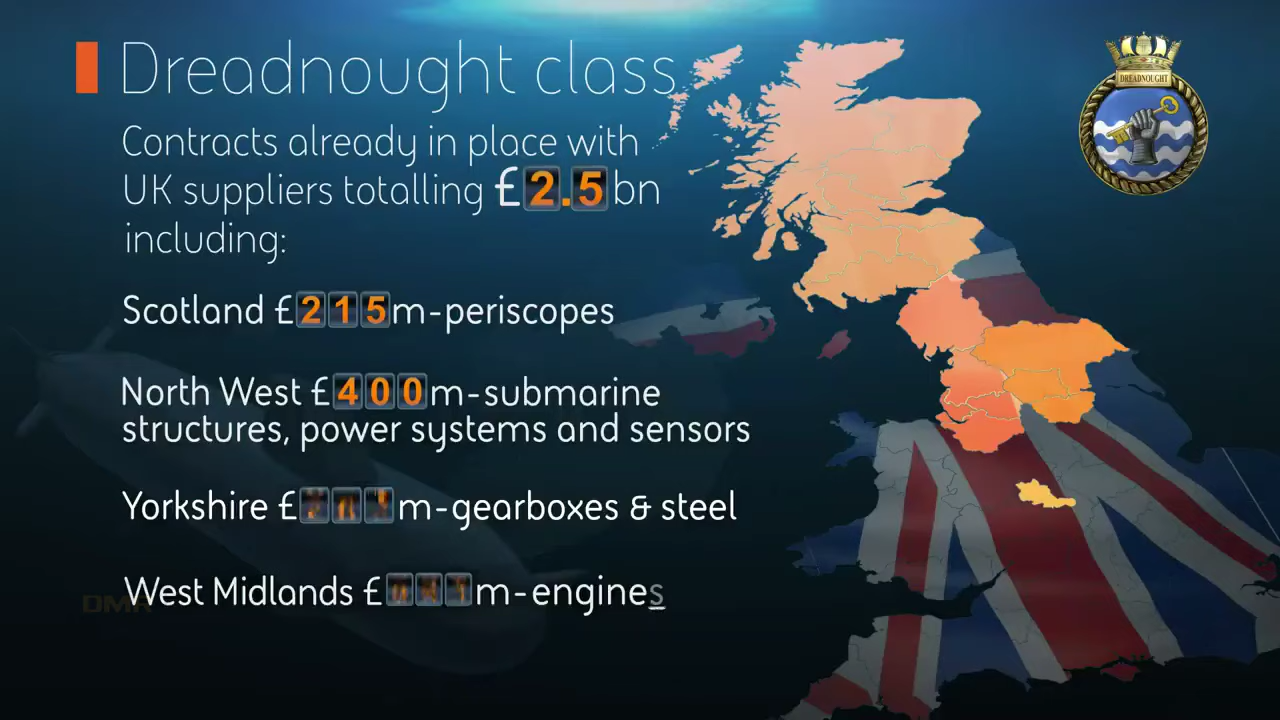 Dreadnought class
DREADNOUGHT
Contracts already in place with
UK suppliers totalling £2.5bn
including:
Scotland £215m-periscopes
North West £400m-submarine
structures, power systems and sensors
Yorkshire £ m-gearboxes & steel
West Midlands £ m-engines